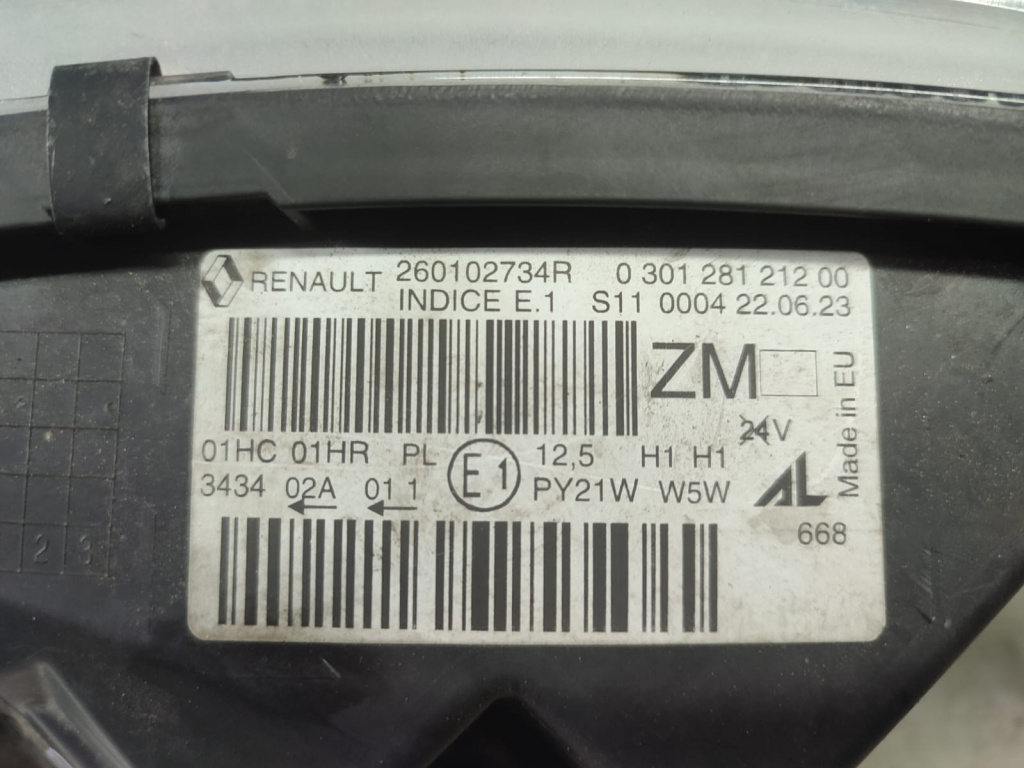 RENAULT 260102734R 0 301 281 212 00
INDICE E.1 S11 0004 22.06.23
ZM
Made in EU
24V
01HC 01HR PL E1 12,5 H1 H1
3434 02A 01 1 PY21W W5W AL
668
2 3